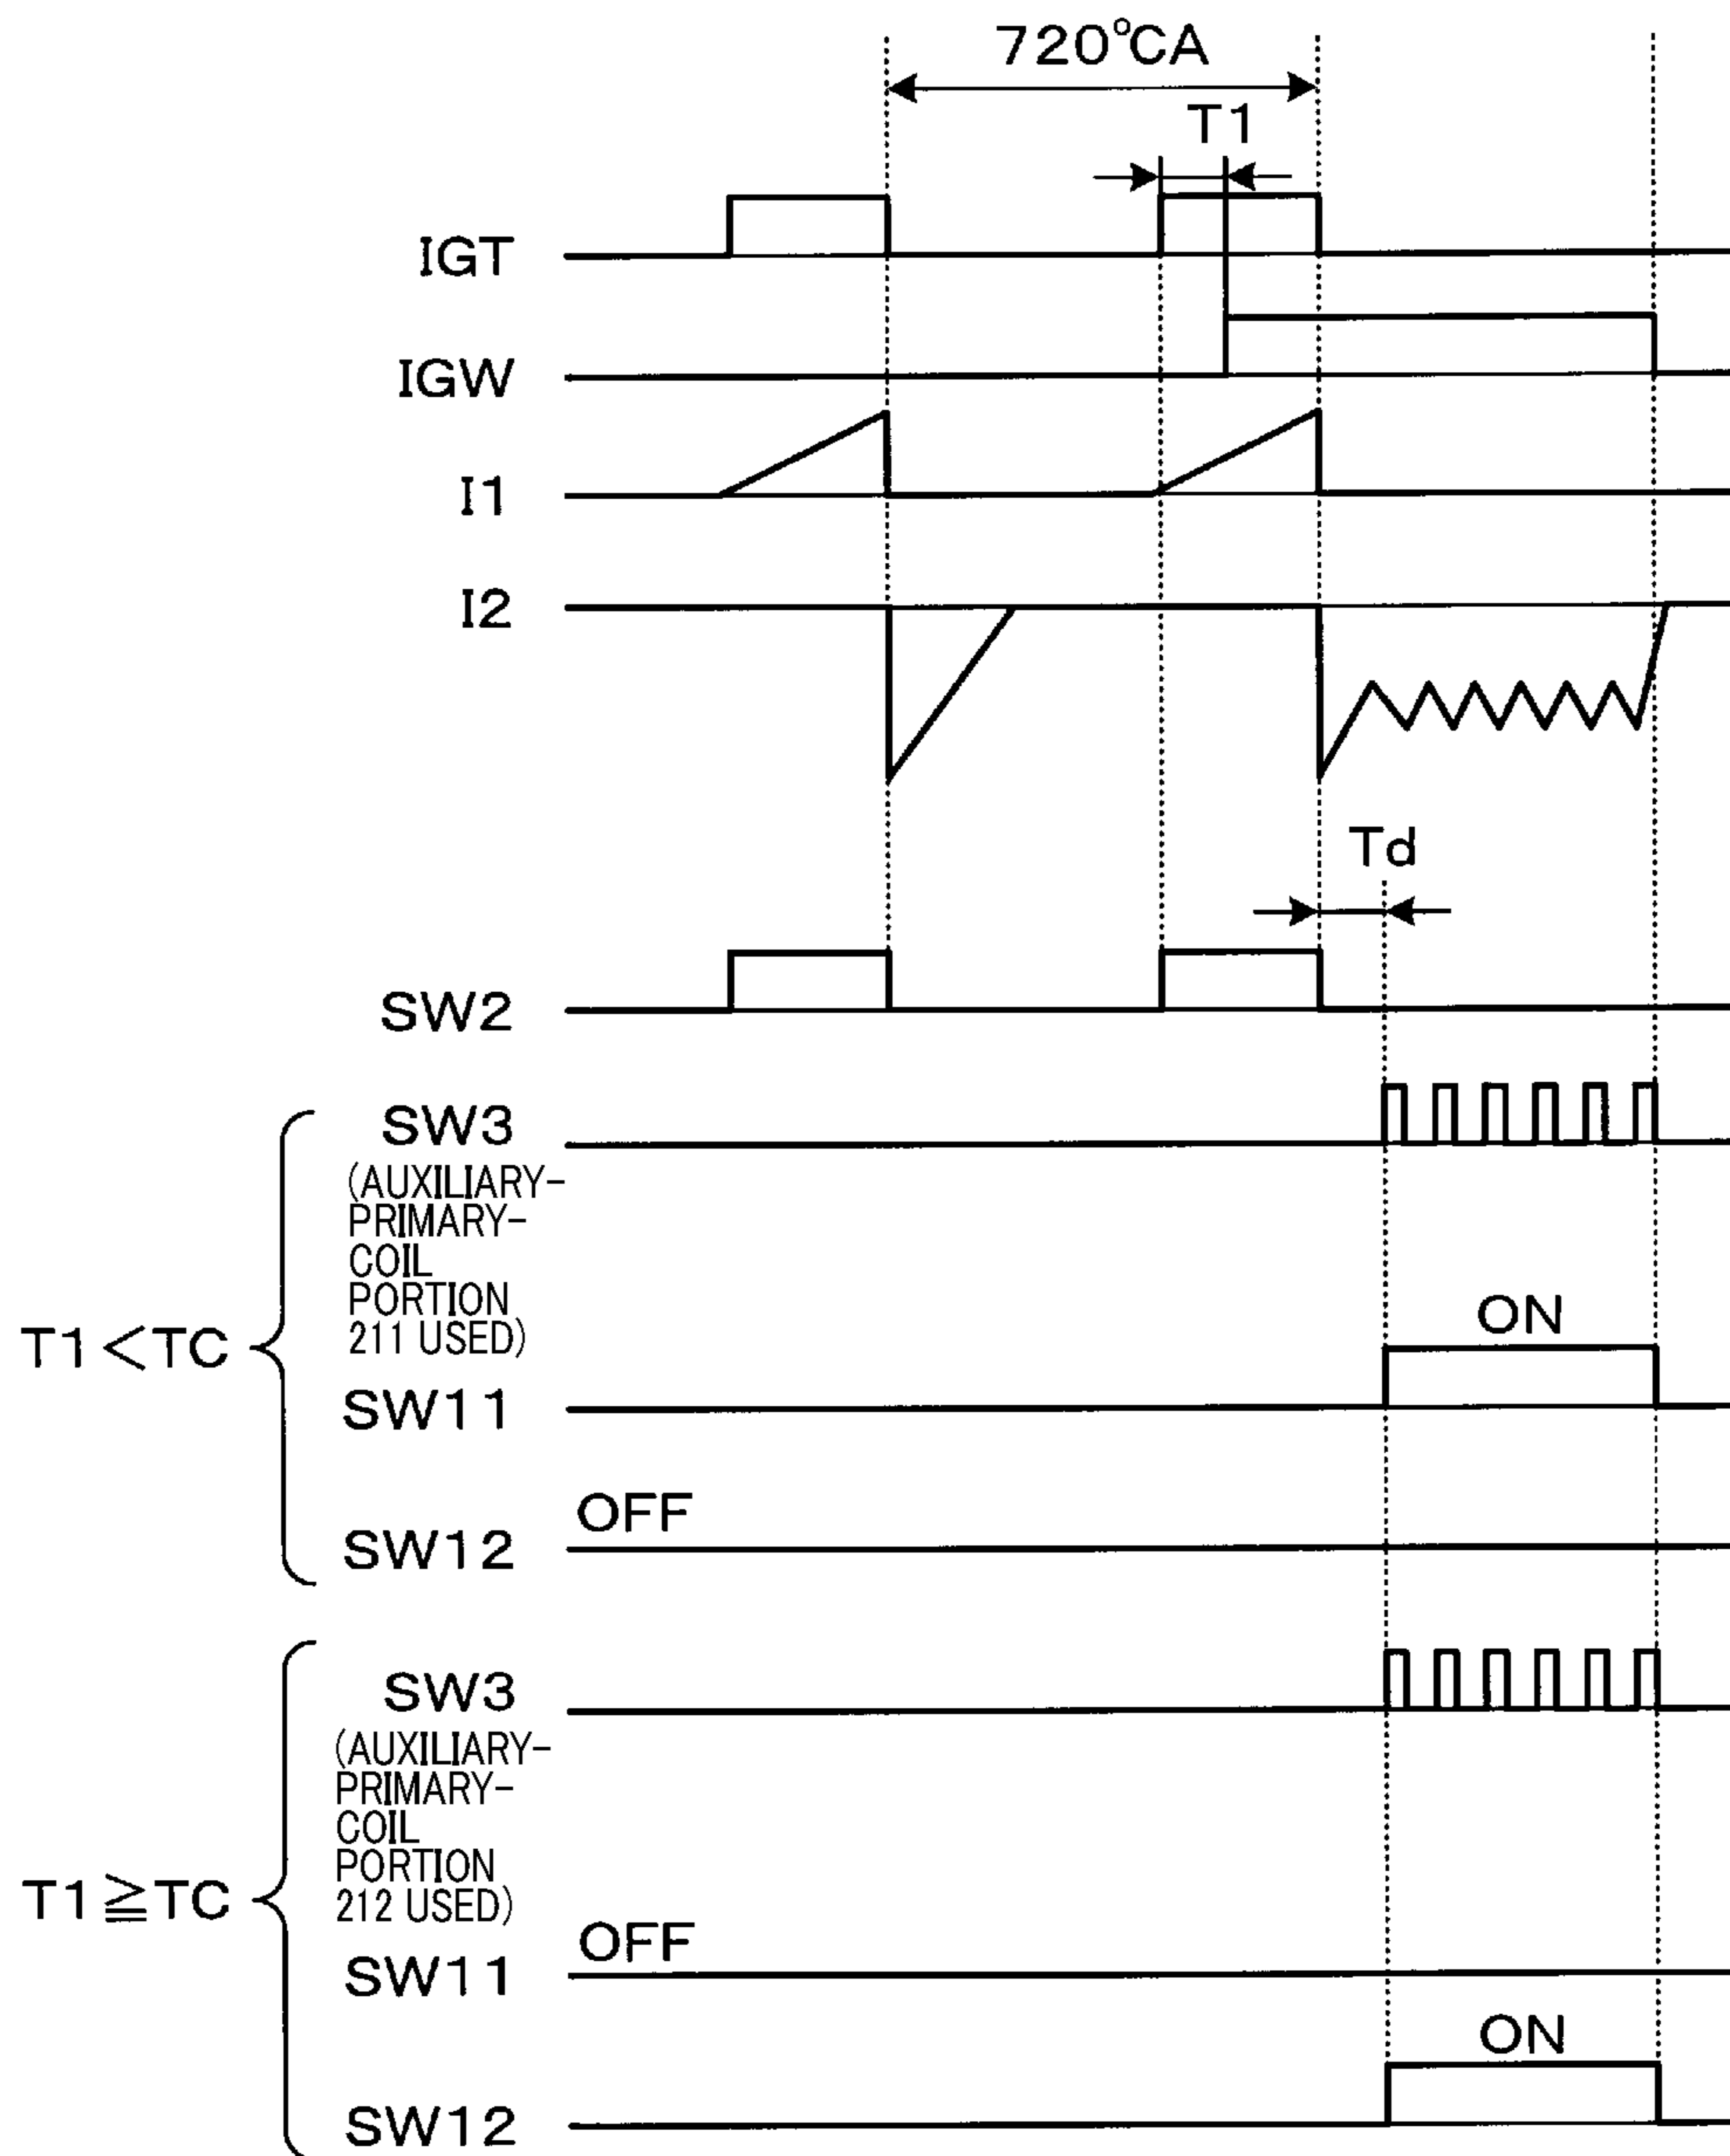 720°CA
T1
IGT
IGW
I1
I2
Td
SW2
SW3
(AUXILIARY-
PRIMARY-
COIL
PORTION
211 USED)
T1<TC
ON
SW11
OFF
SW12
SW3
(AUXILIARY-
PRIMARY-
COIL
PORTION
212 USED)
T1≧TC
OFF
SW11
ON
SW12